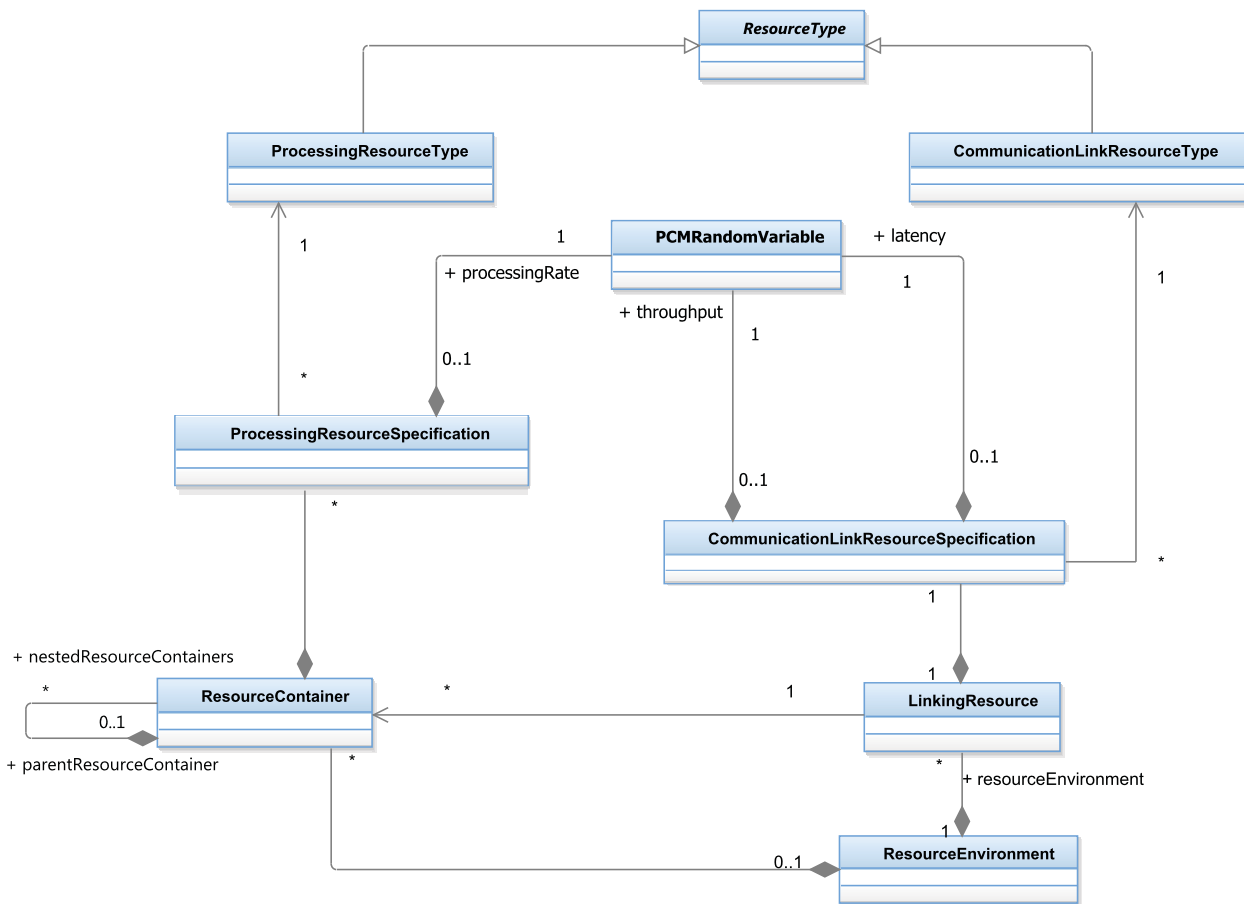 ResourceType
ProcessingResourceType
CommunicationLinkResourceType
1
1
PCMRandomVariable
+ latency
+ processingRate
1
1
+ throughput
1
0..1
*
ProcessingResourceSpecification
0..1
0..1
*
CommunicationLinkResourceSpecification
*
1
+ nestedResourceContainers
1
*
ResourceContainer
*
1
LinkingResource
0..1
+ parentResourceContainer
*
*
+ resourceEnvironment
1
0..1
ResourceEnvironment